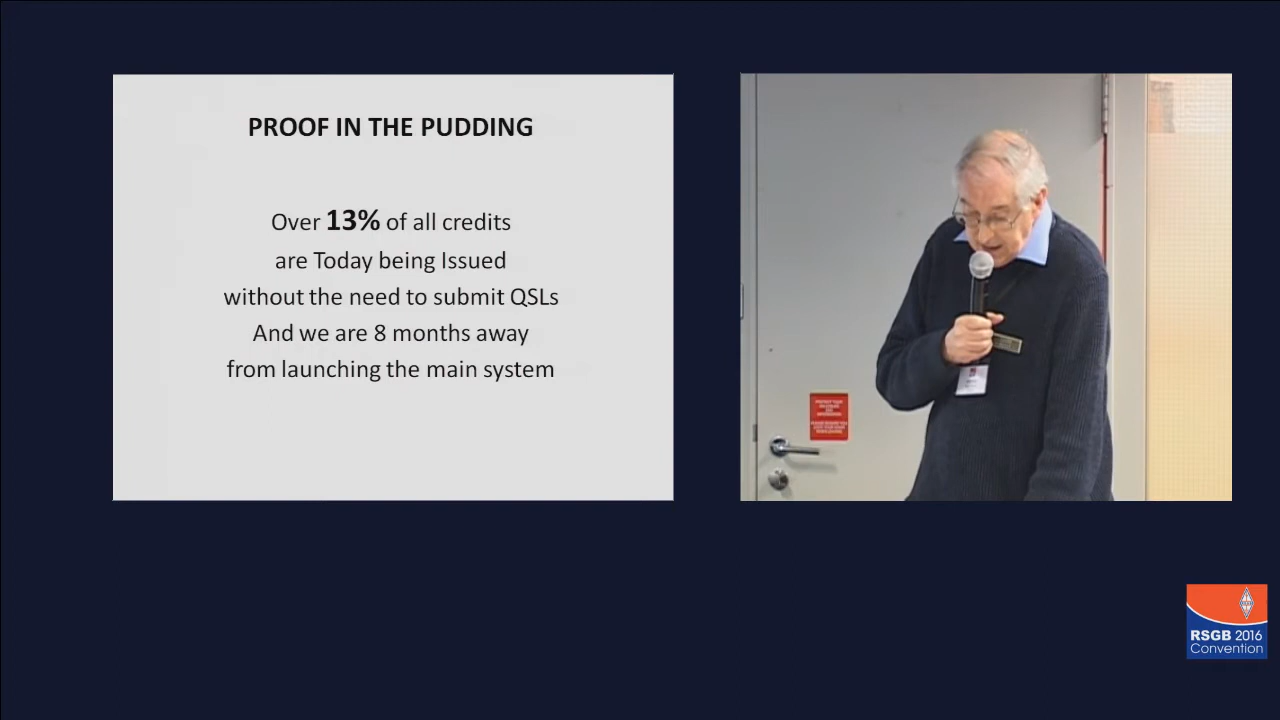 PROOF IN THE PUDDING
Over 13% of all credits
are Today being Issued
without the need to submit QSLs
And we are 8 months away
from launching the main system
RSGB 2016
Convention